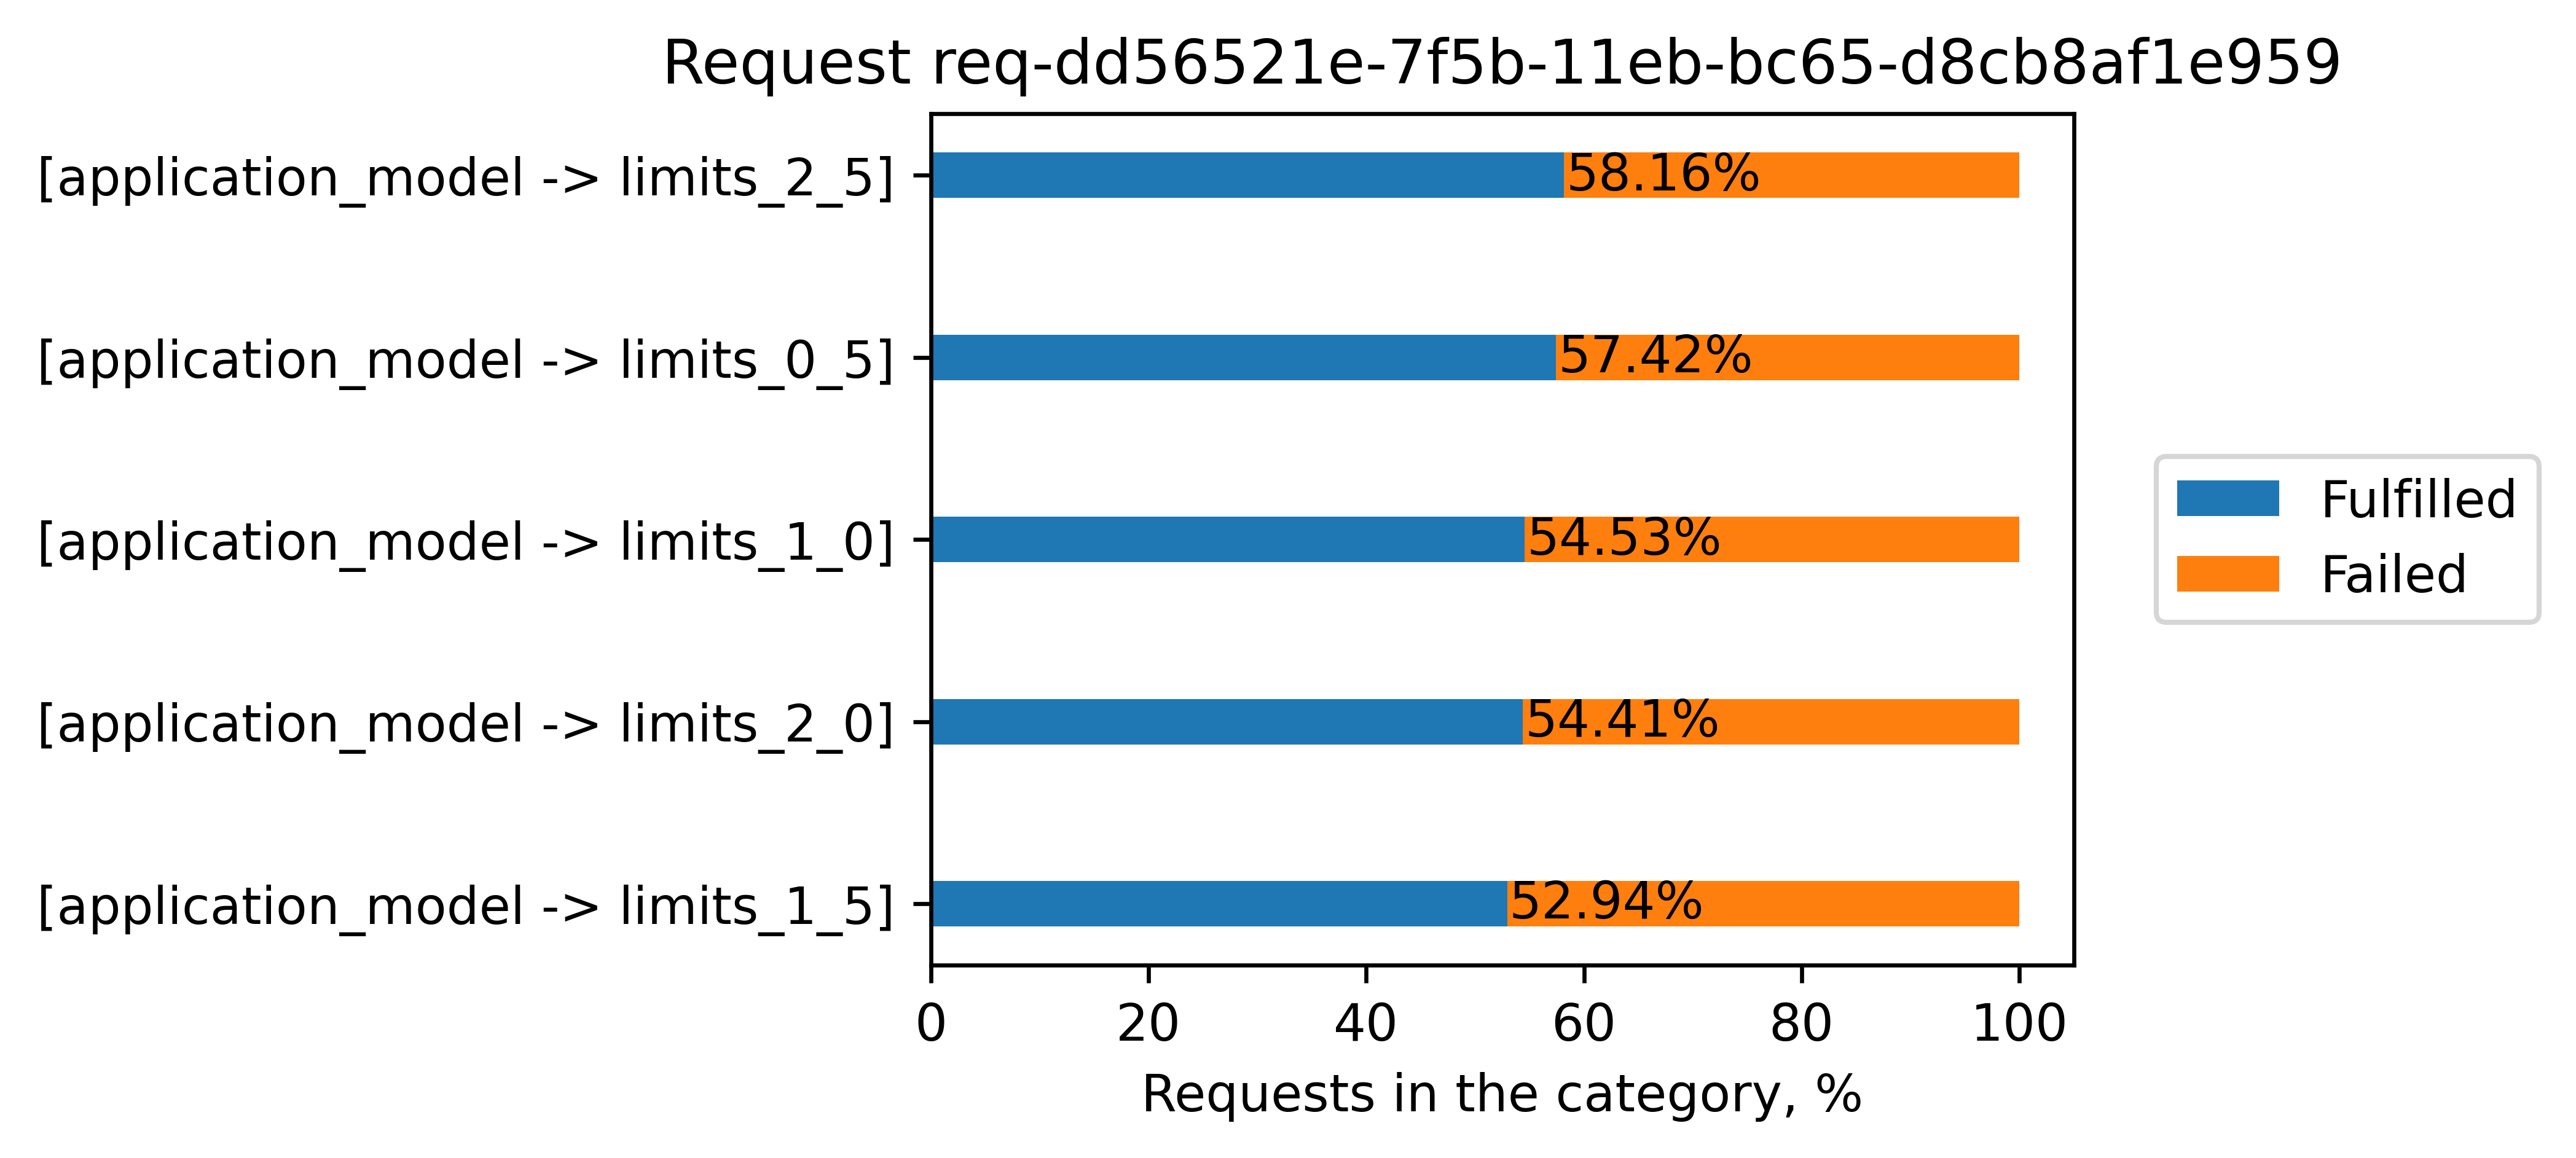 Request req-dd56521e-7f5b-11eb-bc65-d8cb8af1e959
[application_model -> limits_2_5]
58.16%
[application_model -> limits_0_5]
57.42%
[application_model -> limits_1_0]
54.53%
[application_model -> limits_2_0]
54.41%
[application_model -> limits_1_5]
52.94%
0 20 40 60 80 100
Requests in the category, %
Fulfilled
Failed